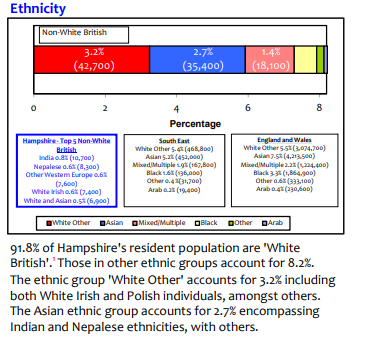 Ethnicity
Non-White British
3.2%
(42,700)
2.7%
(35,400)
1.4%
(18,100)
0 2 4 6 8
Percentage
Hampshire - Top 5 Non-White
British
India 0.8% (10,700)
Nepalese 0.6% (8,300)
Other Western Europe 0.6%
(7,600)
White Irish 0.6% (7,400)
White and Asian 0.5% (6,900)
South East
White Other 5.4% (468,800)
Asian 5.2% (452,000)
Mixed/Multiple 1.9% (167,800)
Black 1.6% (136,000)
Other 0.4%(31,700)
Arab 0.2% (19,400)
England and Wales
White Other 5.5% (3,074,700)
Asian 7.5% (4,213,500)
Mixed/Multiple 2.2% (1,224,400)
Black 3.3% (1,864,900)
Other 0.6% (333,100)
Arab 0.4% (230,600)
White Other Asian Mixed/Multiple Black Other Arab
91.8% of Hampshire's resident population are 'White
British'.¹ Those in other ethnic groups account for 8.2%.
The ethnic group 'White Other' accounts for 3.2% including
both White Irish and Polish individuals, amongst others.
The Asian ethnic group accounts for 2.7% encompassing
Indian and Nepalese ethnicities, with others.